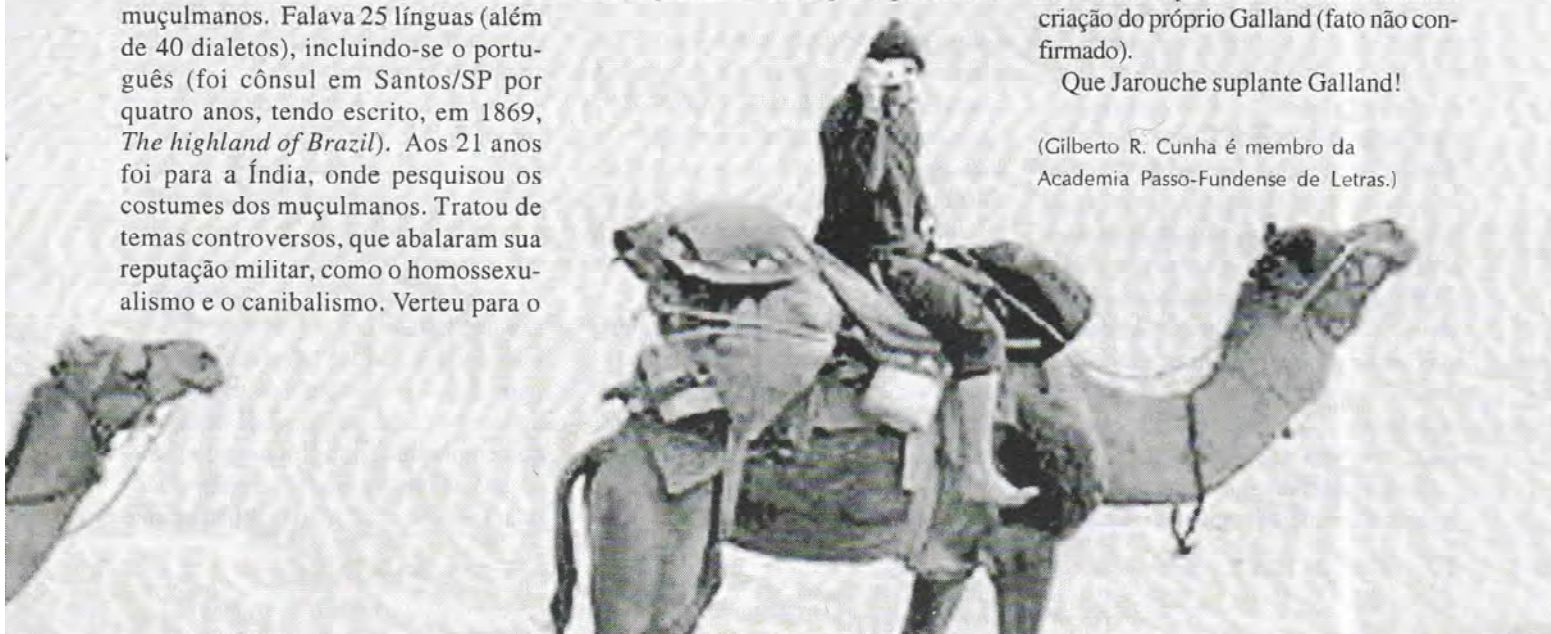 muçulmanos. Falava 25 línguas (além
de 40 dialetos), incluindo-se o portu-
guês (foi cônsul em Santos/SP por
quatro anos, tendo escrito, em 1869,
The highland of Brazil). Aos 21 anos
foi para a Índia, onde pesquisou os
costumes dos muçulmanos. Tratou de
temas controversos, que abalaram sua
reputação militar, como o homossexu-
alismo e o canibalismo. Verteu para o
criação do próprio Galland (fato não con-
firmado).
Que Jarouche suplante Galland!
(Gilberto R. Cunha é membro da
Academia Passo-Fundense de Letras.)